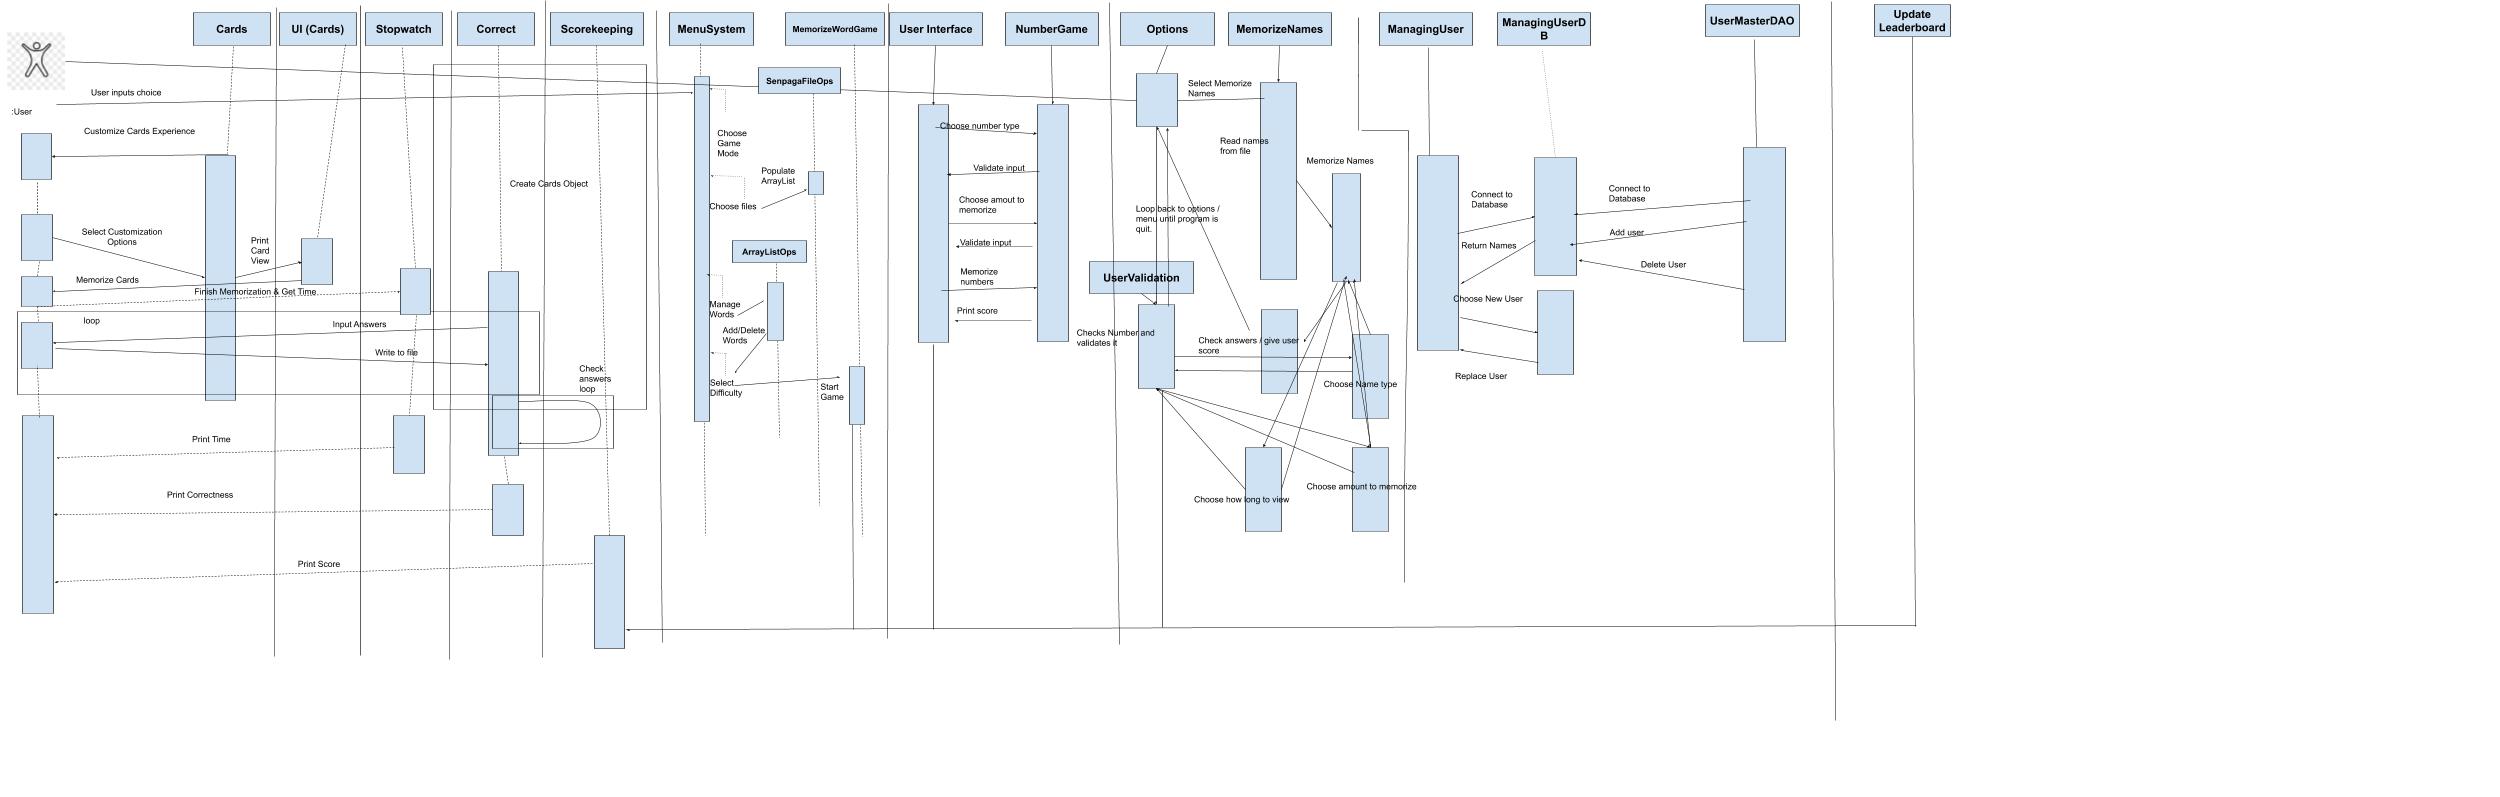 Cards
UI (Cards)
Stopwatch
Correct
Scorekeeping
MenuSystem
MemorizeWordGame
User Interface
NumberGame
Options
MemorizeNames
ManagingUser
ManagingUserD
B
UserMasterDAO
Update
Leaderboard
:User
User inputs choice
Customize Cards Experience
Select Customization
Options
Print
Card
View
Memorize Cards
Finish Memorization & Get Time
loop
Input Answers
Write to file
Print Time
Print Correctness
Print Score
Create Cards Object
Check
answers
loop
SenpagaFileOps
Choose
Game
Mode
Populate
ArrayList
Choose files
ArrayListOps
Manage
Words
Add/Delete
Words
Select
Difficulty
Start
Game
Choose number type
Validate input
Choose amout to
memorize
Validate input
Memorize
numbers
Print score
Select Memorize
Names
Read names
from file
Memorize Names
Loop back to options /
menu until program is
quit.
UserValidation
Checks Number and
validates it
Check answers / give user
score
Choose Name type
Choose how long to view
Choose amount to memorize
Connect to
Database
Return Names
Choose New User
Replace User
Connect to
Database
Add user
Delete User